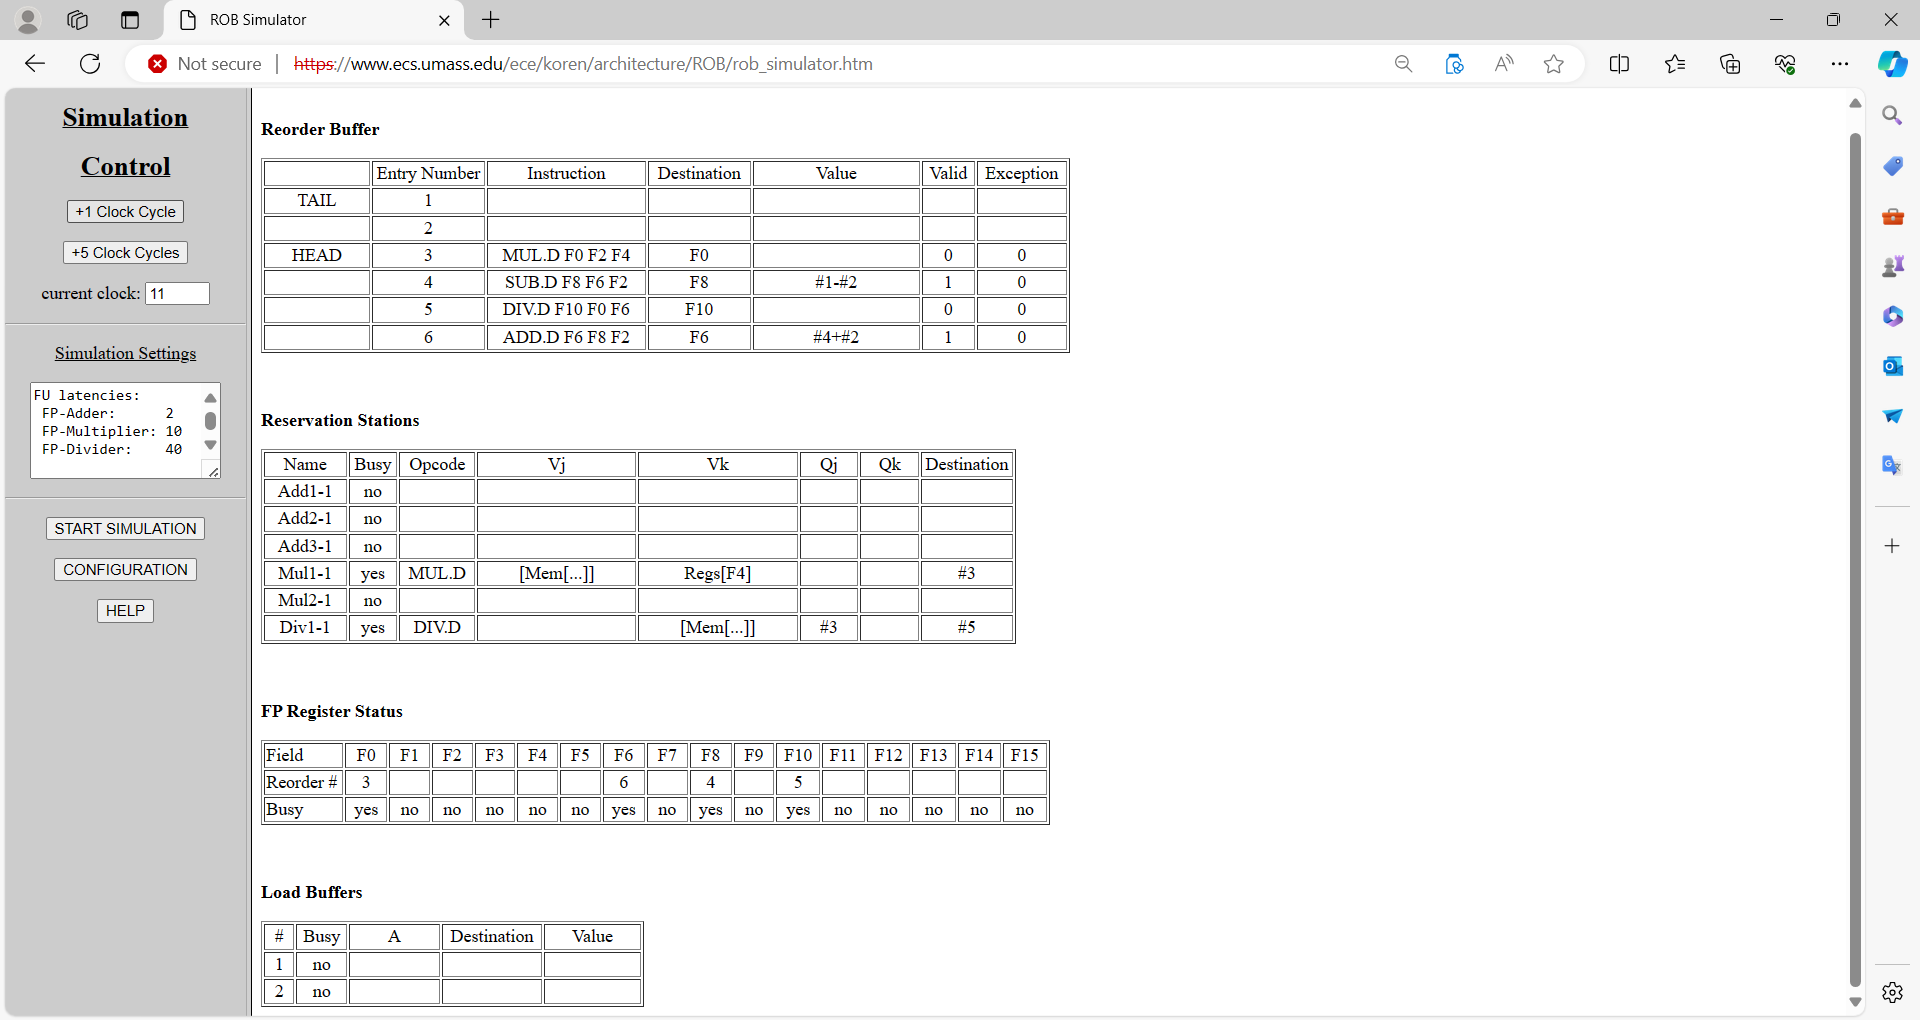 ROB Simulator
Not secure https://www.ecs.umass.edu/ece/koren/architecture/ROB/rob_simulator.htm
Simulation
Control
+1 Clock Cycle
+5 Clock Cycles
current clock: 11
Simulation Settings
FU latencies:
FP-Adder: 2
FP-Multiplier: 10
FP-Divider: 40
START SIMULATION
CONFIGURATION
HELP
Reorder Buffer
Entry Number Instruction Destination Value Valid Exception
TAIL 1
2
HEAD 3 MUL.D F0 F2 F4 F0 0 0
4 SUB.D F8 F6 F2 F8 #1-#2 1 0
5 DIV.D F10 F0 F6 F10 0 0
6 ADD.D F6 F8 F2 F6 #4+#2 1 0
Reservation Stations
Name Busy Opcode Vj Vk Qj Qk Destination
Add1-1 no
Add2-1 no
Add3-1 no
Mul1-1 yes MUL.D [Mem[...]] Regs[F4] #3
Mul2-1 no
Div1-1 yes DIV.D [Mem[...]] #3 #5
FP Register Status
Field F0 F1 F2 F3 F4 F5 F6 F7 F8 F9 F10 F11 F12 F13 F14 F15
Reorder # 3 6 4 5
Busy yes no no no no no yes no yes no yes no no no no no
Load Buffers
# Busy A Destination Value
1 no
2 no